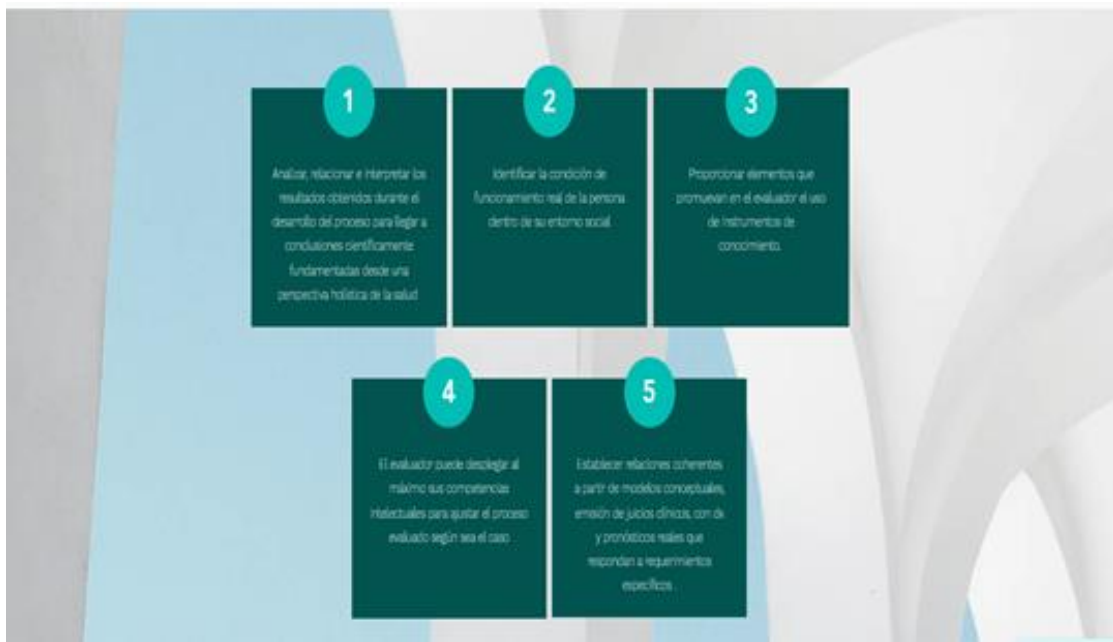 1
Analizar, relacionar e interpretar los
resultados obtenidos durante el
desarrollo del proceso para llegar a
conclusiones científicamente
fundamentadas desde una
perspectiva holística de la salud
2
Identificar la condición de
funcionamiento real de la persona
dentro de su entorno social
3
Proporcionar elementos que
promuevan en el evaluador el uso
de instrumentos de
conocimiento.
4
El evaluador puede desplegar al
máximo sus competencias
intelectuales para ajustar el proceso
evaluado según sea el caso
5
Establecer relaciones coherentes
a partir de modelos conceptuales,
emisión de juicios clínicos, con dx
y pronósticos reales que
respondan a requerimientos
específicos .